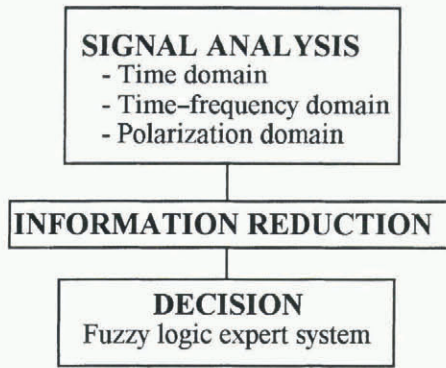 SIGNAL ANALYSIS
- Time domain
- Time–frequency domain
- Polarization domain
INFORMATION REDUCTION
DECISION
Fuzzy logic expert system